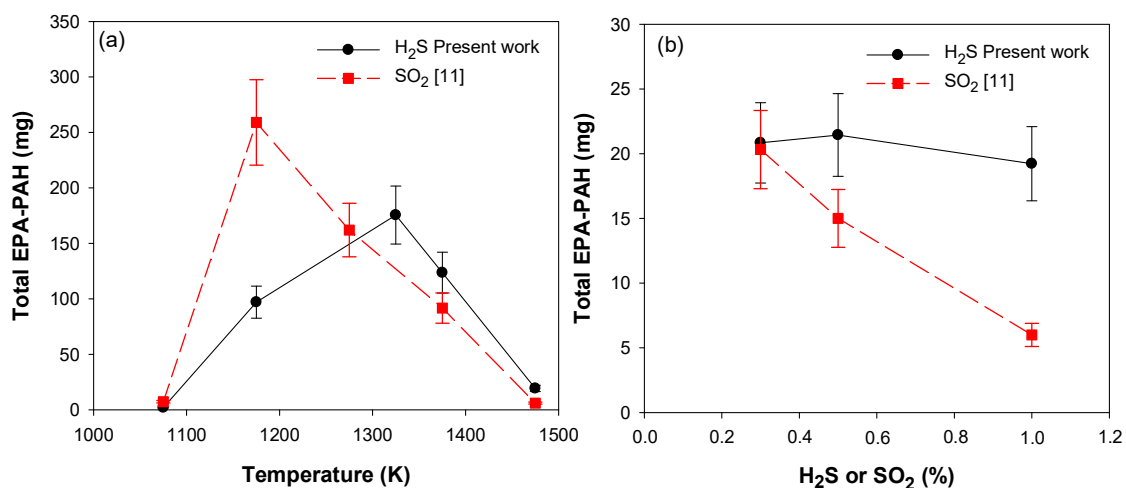 (a)
H₂S Present work
SO₂ [11]
Total EPA-PAH (mg)
350
300
250
200
150
100
50
0
1000 1100 1200 1300 1400 1500
Temperature (K)
(b)
H₂S Present work
SO₂ [11]
Total EPA-PAH (mg)
30
25
20
15
10
5
0
0.0 0.2 0.4 0.6 0.8 1.0 1.2
H₂S or SO₂ (%)